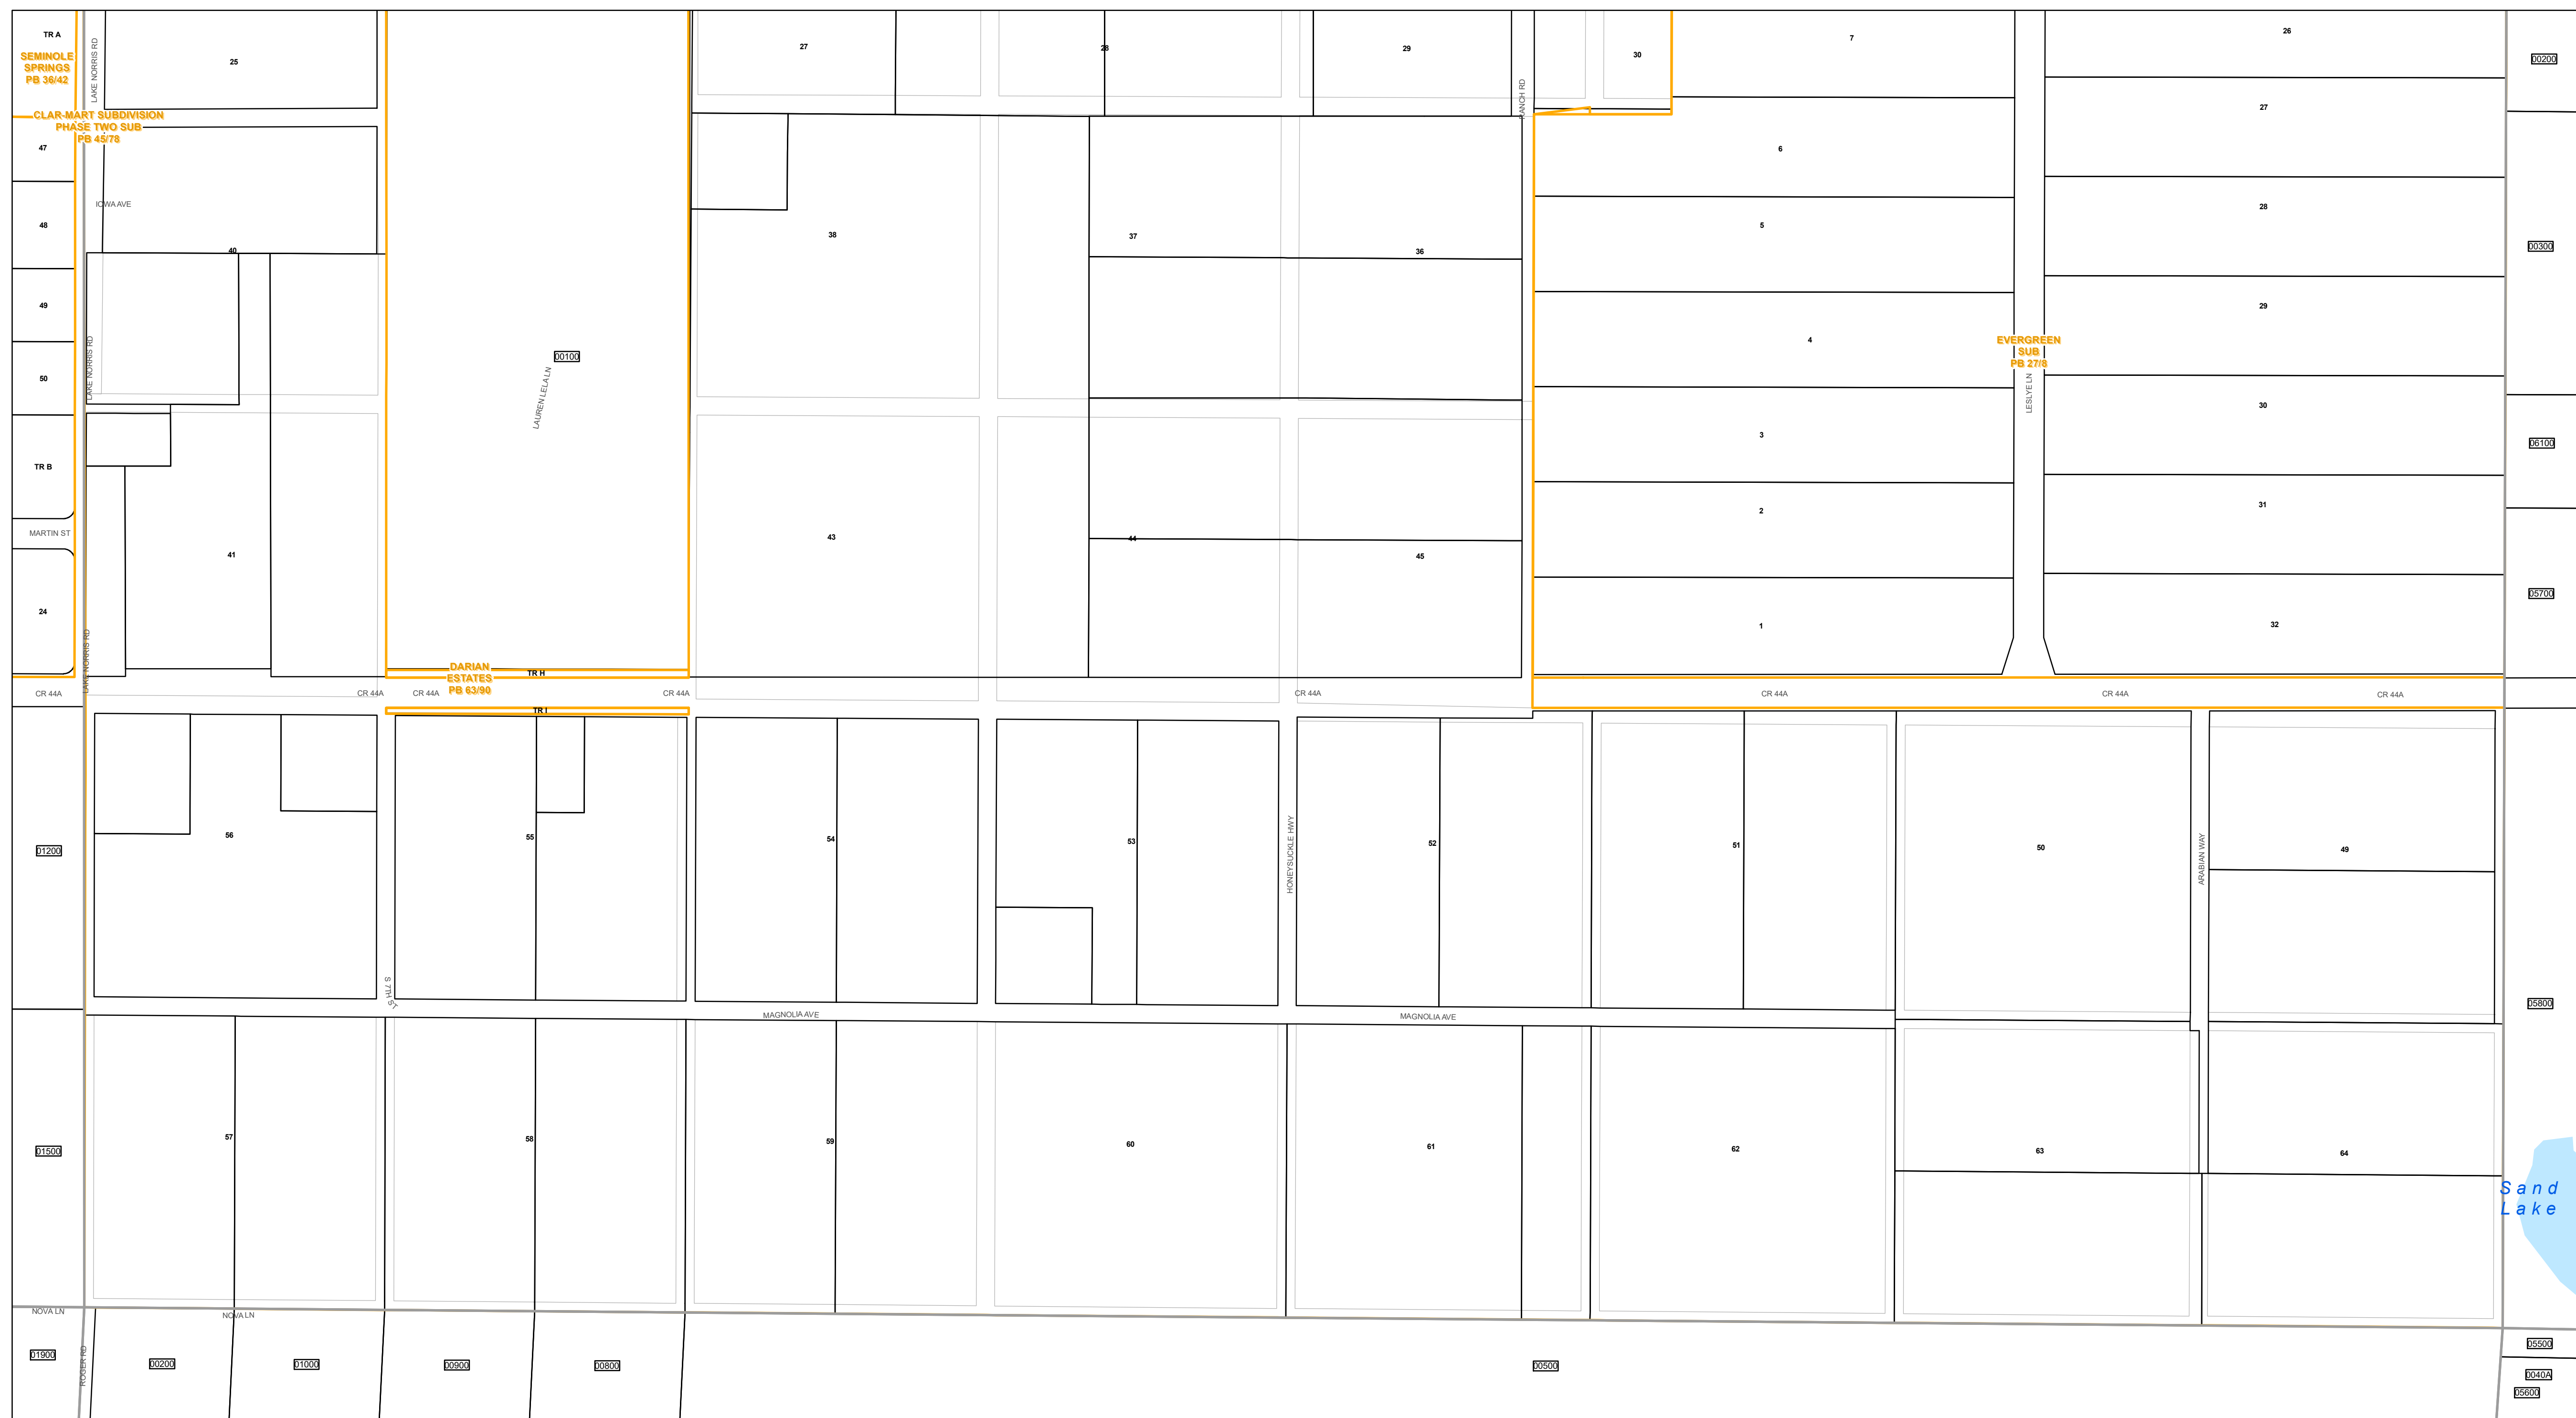 TR A
SEMINOLE
SPRINGS
PB 36/42
LAKE NORRIS RD
25
27
28
29
30
7
26
00200
RANCH RD
CLAR-MART SUBDIVISION
PHASE TWO SUB
PB 45/78
47
6
27
IOWA AVE
48
40
38
37
36
5
28
00300
49
29
LAKE NORRIS RD
00100
LAUREN LELA LN
4
EVERGREEN
SUB
PB 27/8
LESLYE LN
50
30
3
06100
TR B
2
31
MARTIN ST
41
43
44
45
05700
24
1
32
LAKE NORRIS RD
DARIAN
ESTATES
PB 63/90
TR H
CR 44A
CR 44A
CR 44A
CR 44A
CR 44A
CR 44A
CR 44A
CR 44A
TR I
01200
56
55
54
53
HONEYSUCKLE HWY
52
51
50
ARABIAN WAY
49
S 7TH ST
05800
MAGNOLIA AVE
MAGNOLIA AVE
01500
57
58
59
60
61
62
63
64
Sand
Lake
NOVA LN
NOVA LN
01900
ROGER RD
00200
01000
00900
00800
00500
05500
0040A
05600